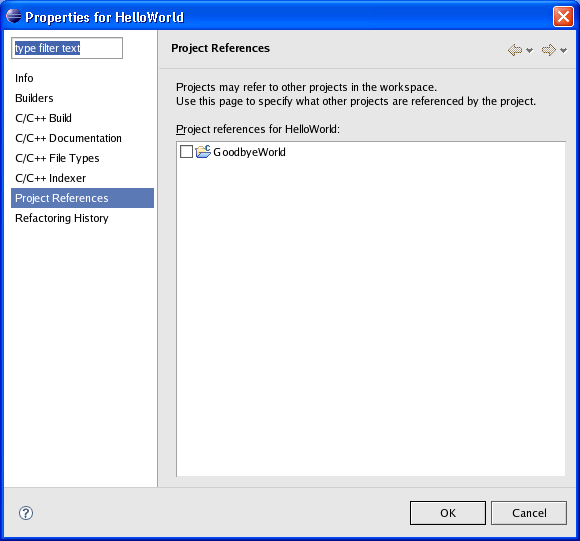 Properties for HelloWorld
type filter text
Info
Builders
C/C++ Build
C/C++ Documentation
C/C++ File Types
C/C++ Indexer
Project References
Refactoring History
Project References
Projects may refer to other projects in the workspace.
Use this page to specify what other projects are referenced by the project.
Project references for HelloWorld:
GoodbyeWorld
OK
Cancel